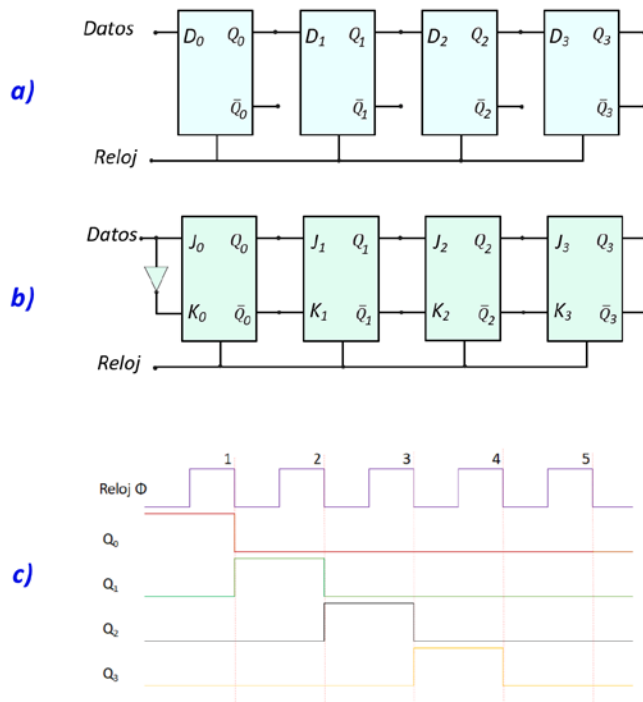 Datos D₀ Q₀ D₁ Q₁ D₂ Q₂ D₃ Q₃
a)
Q̅₀ Q̅₁ Q̅₂ Q̅₃
Reloj
Datos J₀ Q₀ J₁ Q₁ J₂ Q₂ J₃ Q₃
b)
K₀ Q̅₀ K₁ Q̅₁ K₂ Q̅₂ K₃ Q̅₃
Reloj
1 2 3 4 5
Reloj Φ
Q₀
c)
Q₁
Q₂
Q₃